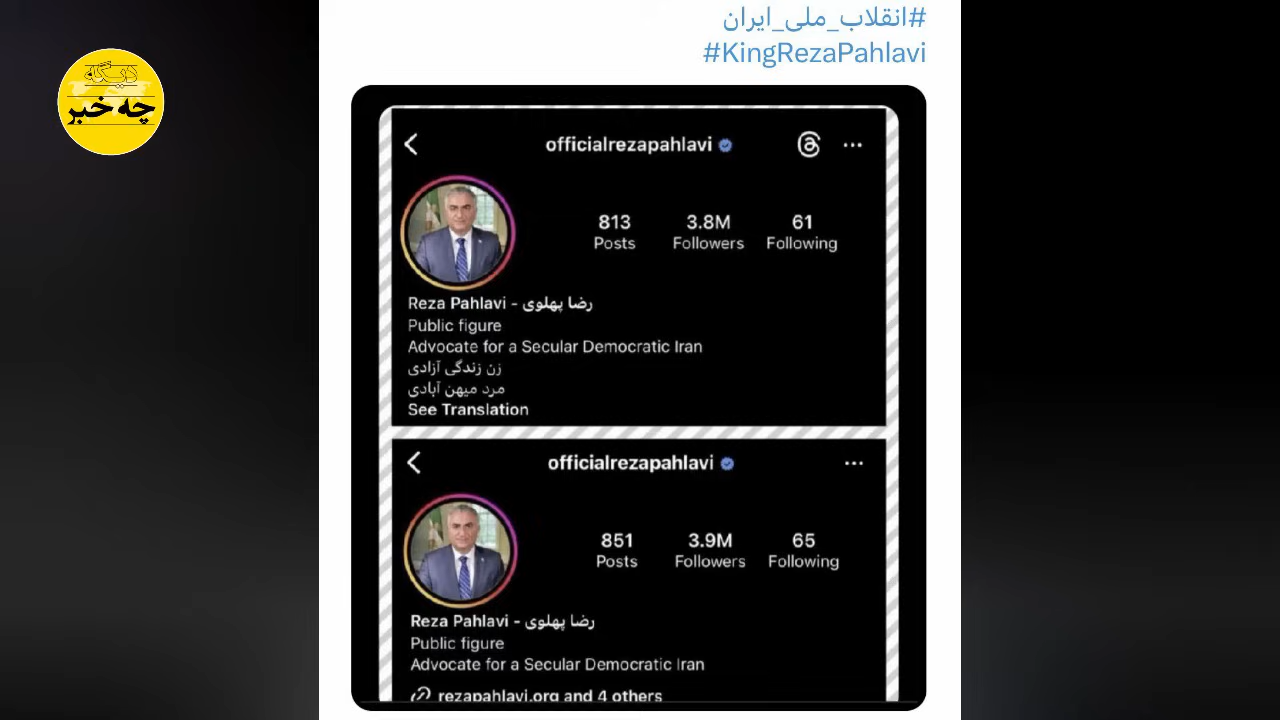 دیگه
چه خبر
#انقلاب_ملی_ایران
#KingRezaPahlavi
officialrezapahlavi
813 3.8M 61
Posts Followers Following
Reza Pahlavi - رضا پهلوی
Public figure
Advocate for a Secular Democratic Iran
زن زندگی آزادی
مرد میهن آبادی
See Translation
officialrezapahlavi
851 3.9M 65
Posts Followers Following
Reza Pahlavi - رضا پهلوی
Public figure
Advocate for a Secular Democratic Iran
rezapahlavi.org and 4 others